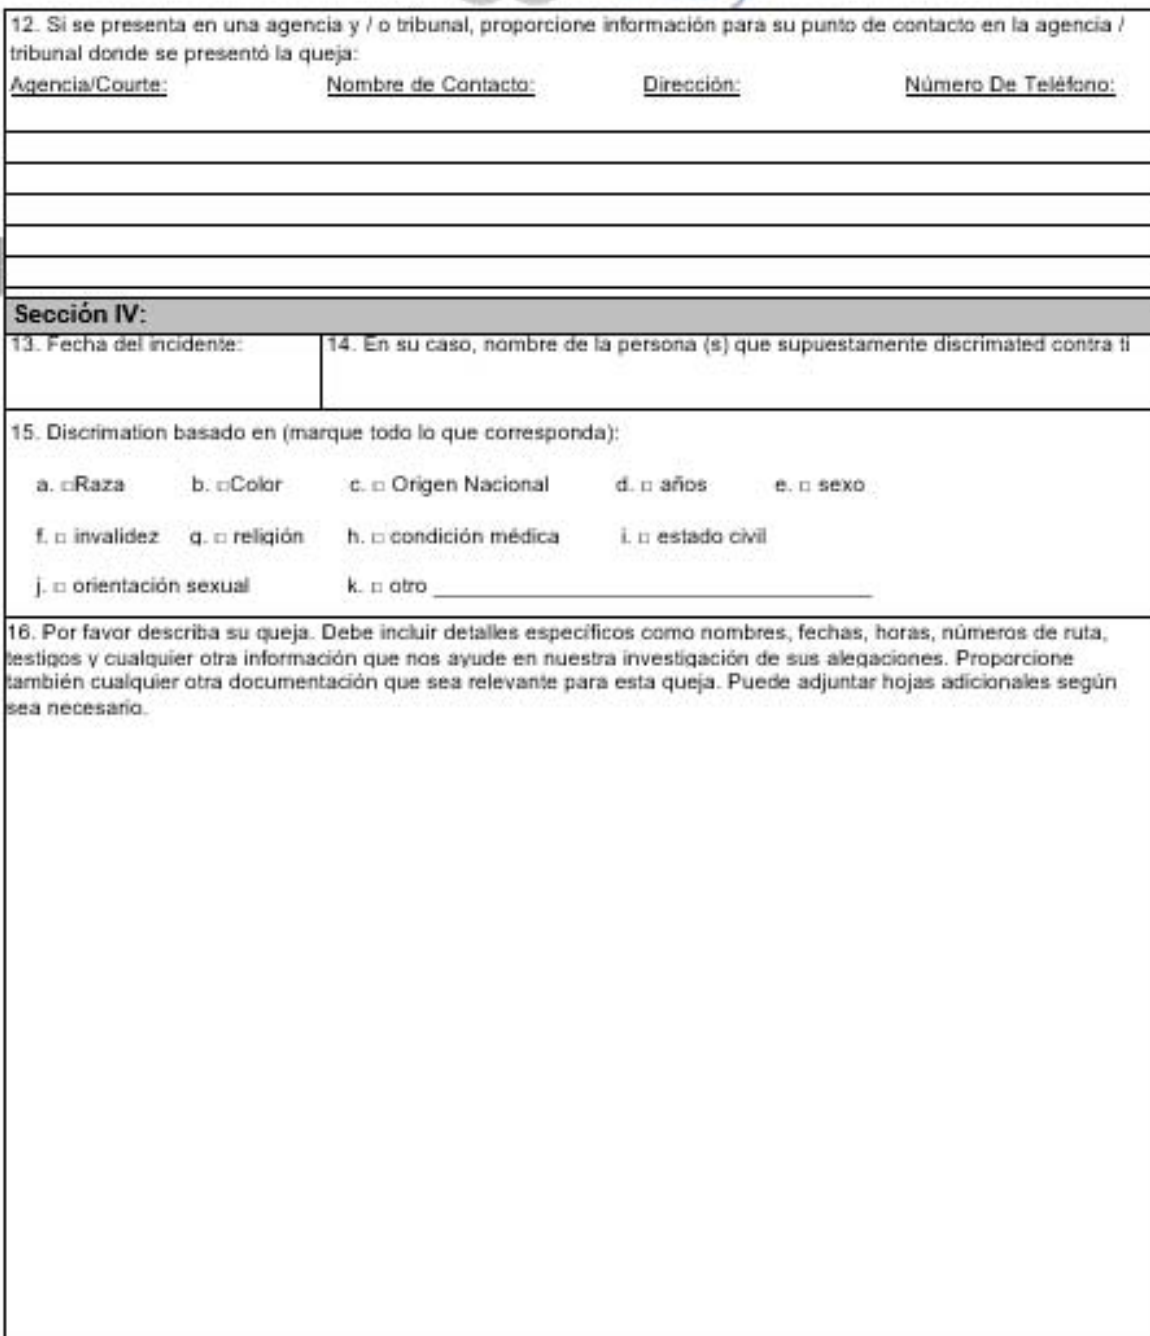 12. Si se presenta en una agencia y / o tribunal, proporcione información para su punto de contacto en la agencia /
tribunal donde se presentó la queja:
Agencia/Courte: Nombre de Contacto: Dirección: Número De Teléfono:
Sección IV:
13. Fecha del incidente: 14. En su caso, nombre de la persona (s) que supuestamente discrimated contra ti
15. Discrimation basado en (marque todo lo que corresponda):
a. □Raza b. □Color c. □ Origen Nacional d. □ años e. □ sexo
f. □ invalidez g. □ religión h. □ condición médica i. □ estado civil
j. □ orientación sexual k. □ otro ______________________________________
16. Por favor describa su queja. Debe incluir detalles específicos como nombres, fechas, horas, números de ruta,
testigos y cualquier otra información que nos ayude en nuestra investigación de sus alegaciones. Proporcione
también cualquier otra documentación que sea relevante para esta queja. Puede adjuntar hojas adicionales según
sea necesario.